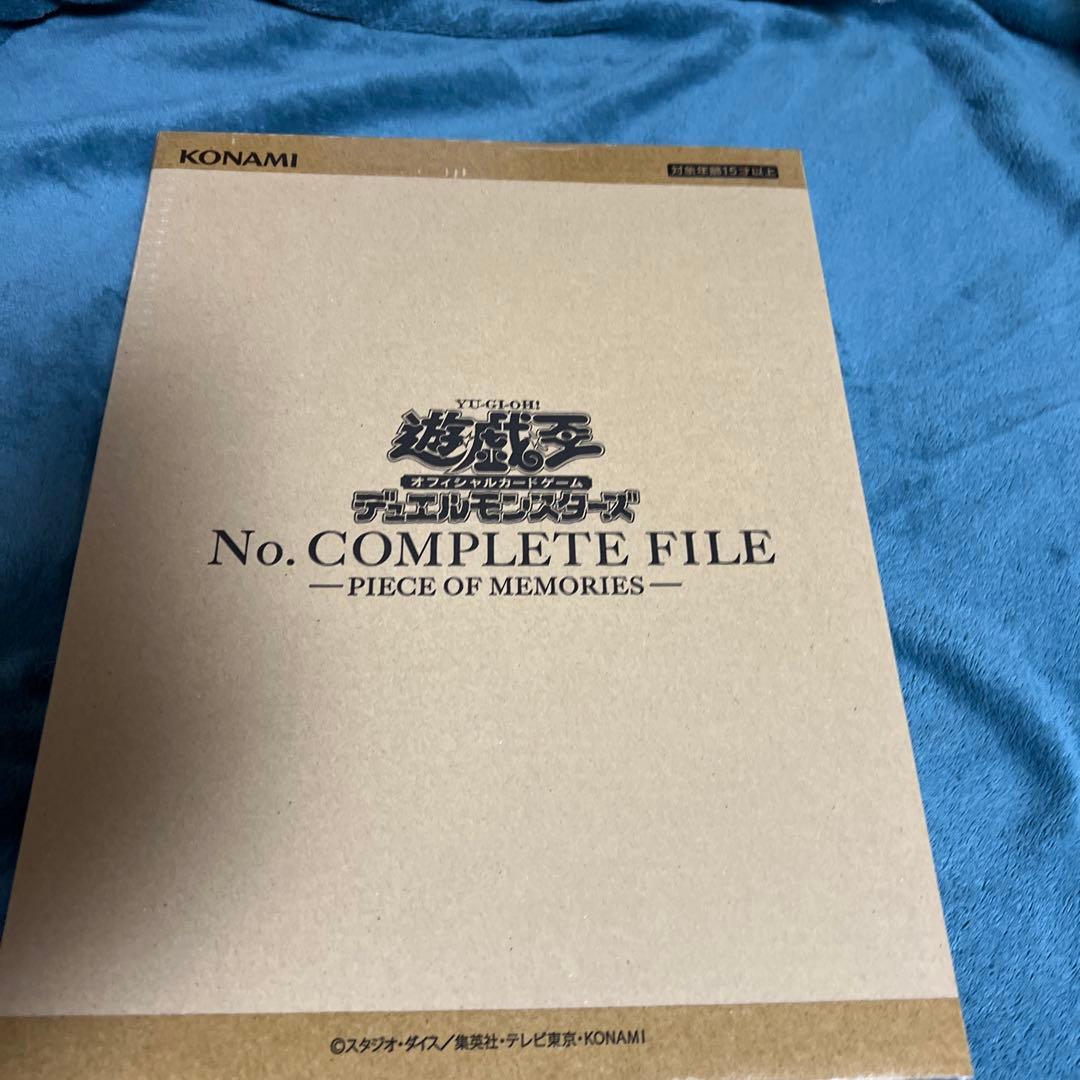 KONAMI
対象年齢15才以上
YU-GI-OH!
遊戯王
オフィシャルカードゲーム
デュエルモンスターズ
No. COMPLETE FILE
—PIECE OF MEMORIES—
©スタジオ・ダイス/集英社・テレビ東京・KONAMI